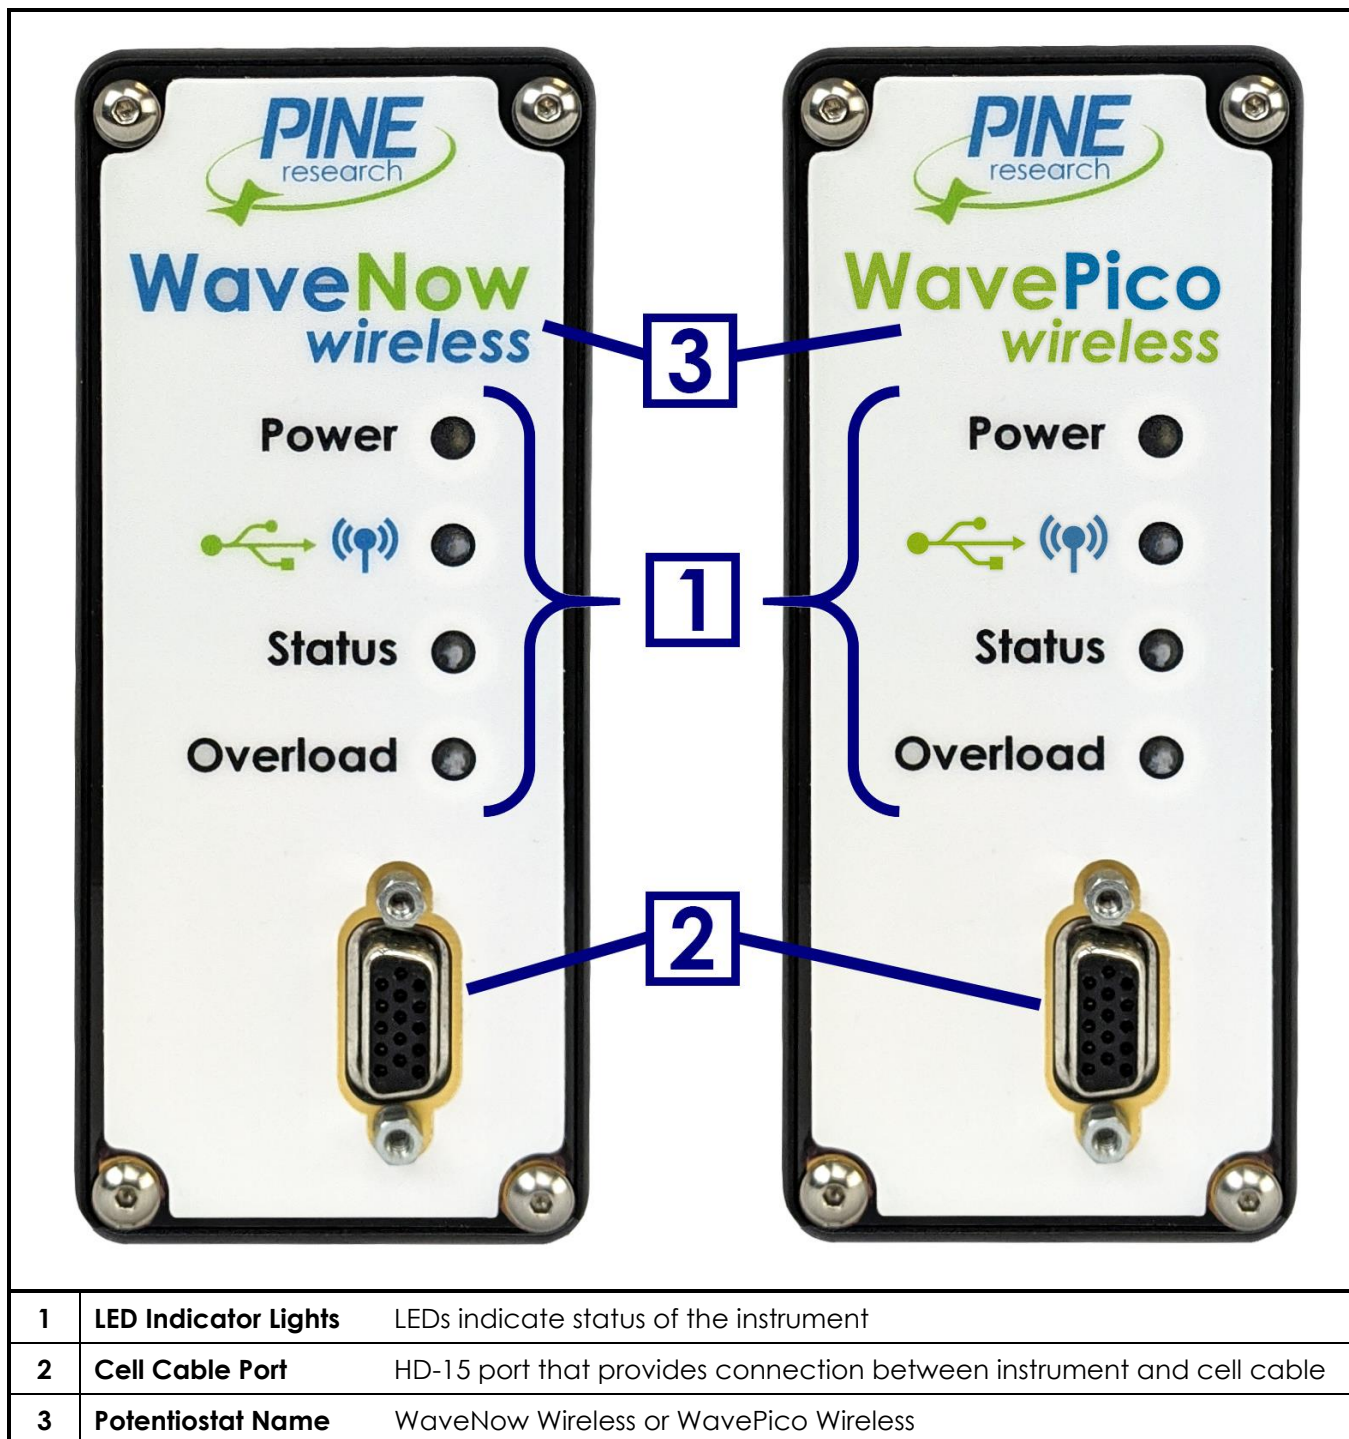 PINE
research
WaveNow
wireless
Power
Status
Overload
PINE
research
WavePico
wireless
Power
Status
Overload
3
1
2
1 LED Indicator Lights LEDs indicate status of the instrument
2 Cell Cable Port HD-15 port that provides connection between instrument and cell cable
3 Potentiostat Name WaveNow Wireless or WavePico Wireless